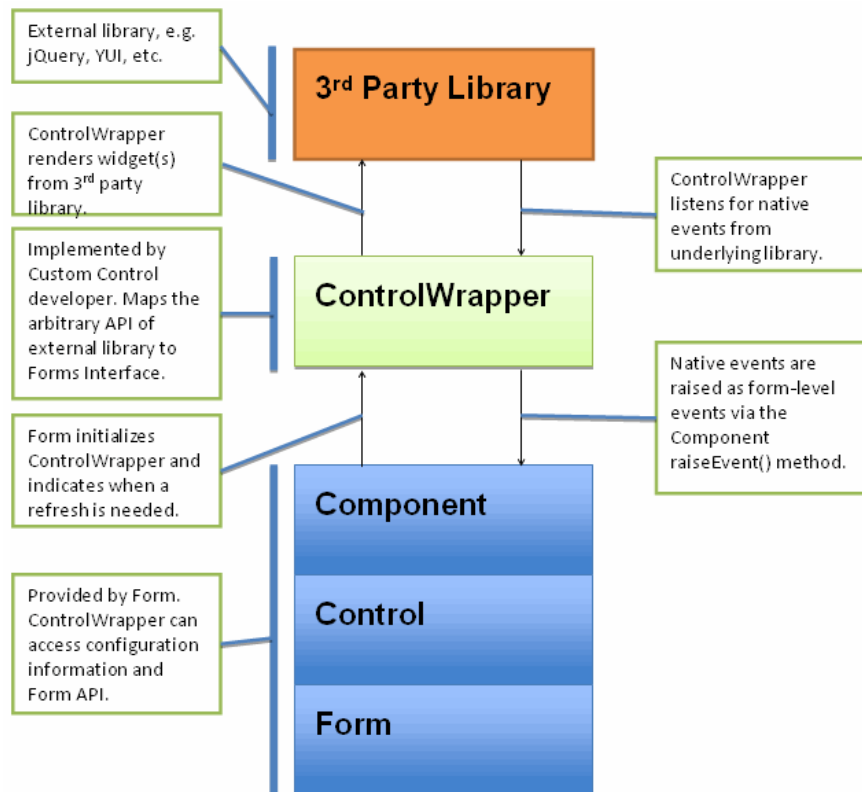 External library, e.g.
jQuery, YUI, etc.
3rd Party Library
ControlWrapper
renders widget(s)
from 3rd party
library.
ControlWrapper
listens for native
events from
underlying library.
Implemented by
Custom Control
developer. Maps the
arbitrary API of
external library to
Forms Interface.
ControlWrapper
Native events are
raised as form-level
events via the
Component
raiseEvent() method.
Form initializes
ControlWrapper and
indicates when a
refresh is needed.
Component
Provided by Form.
ControlWrapper can
access configuration
information and
Form API.
Control
Form